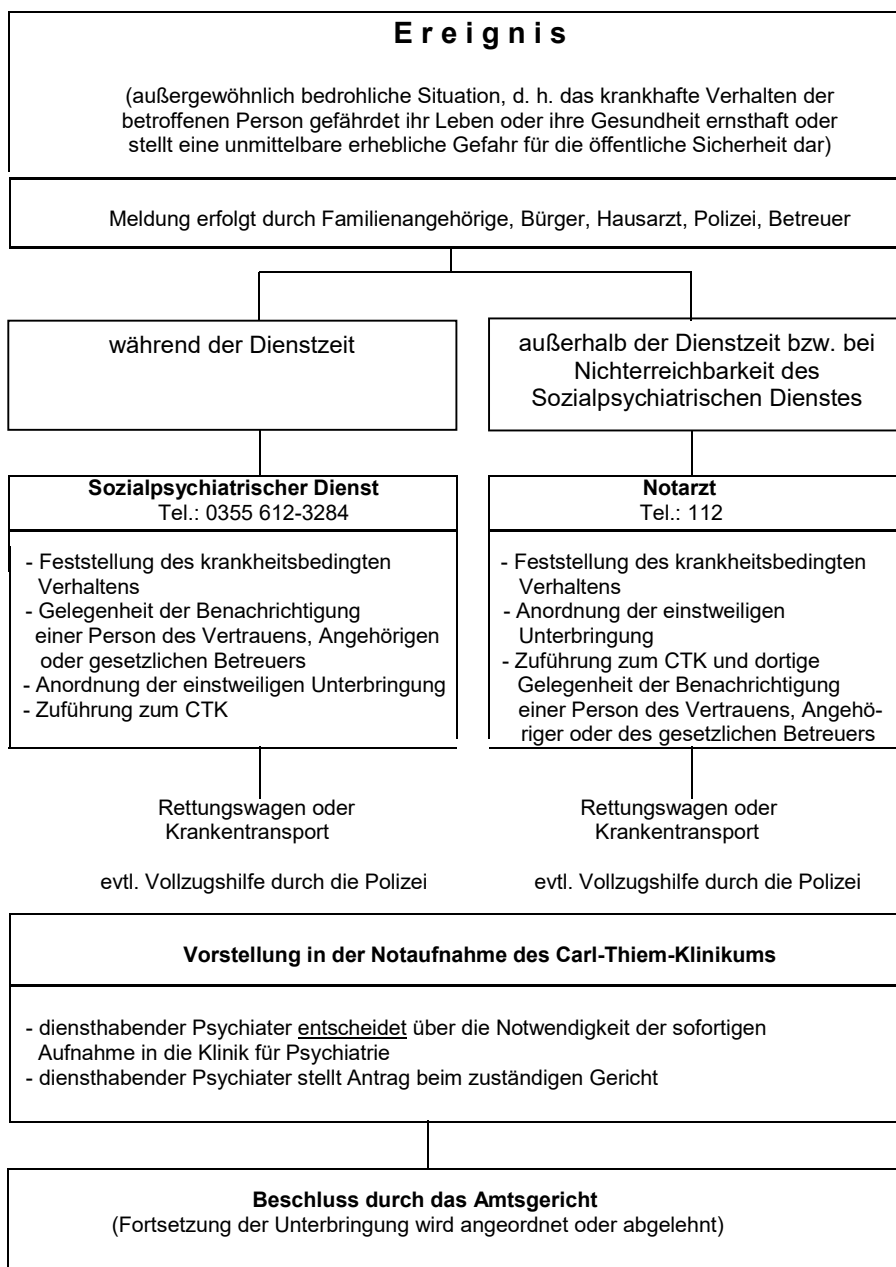 Ereignis
(außergewöhnlich bedrohliche Situation, d. h. das krankhafte Verhalten der
betroffenen Person gefährdet ihr Leben oder ihre Gesundheit ernsthaft oder
stellt eine unmittelbare erhebliche Gefahr für die öffentliche Sicherheit dar)
Meldung erfolgt durch Familienangehörige, Bürger, Hausarzt, Polizei, Betreuer
während der Dienstzeit
außerhalb der Dienstzeit bzw. bei
Nichterreichbarkeit des
Sozialpsychiatrischen Dienstes
Sozialpsychiatrischer Dienst
Tel.: 0355 612-3284
- Feststellung des krankheitsbedingten
Verhaltens
- Gelegenheit der Benachrichtigung
einer Person des Vertrauens, Angehörigen
oder gesetzlichen Betreuers
- Anordnung der einstweiligen Unterbringung
- Zuführung zum CTK
Notarzt
Tel.: 112
- Feststellung des krankheitsbedingten
Verhaltens
- Anordnung der einstweiligen
Unterbringung
- Zuführung zum CTK und dortige
Gelegenheit der Benachrichtigung
einer Person des Vertrauens, Angehö-
riger oder des gesetzlichen Betreuers
Rettungswagen oder
Krankentransport
evtl. Vollzugshilfe durch die Polizei
Rettungswagen oder
Krankentransport
evtl. Vollzugshilfe durch die Polizei
Vorstellung in der Notaufnahme des Carl-Thiem-Klinikums
- diensthabender Psychiater entscheidet über die Notwendigkeit der sofortigen
Aufnahme in die Klinik für Psychiatrie
- diensthabender Psychiater stellt Antrag beim zuständigen Gericht
Beschluss durch das Amtsgericht
(Fortsetzung der Unterbringung wird angeordnet oder abgelehnt)